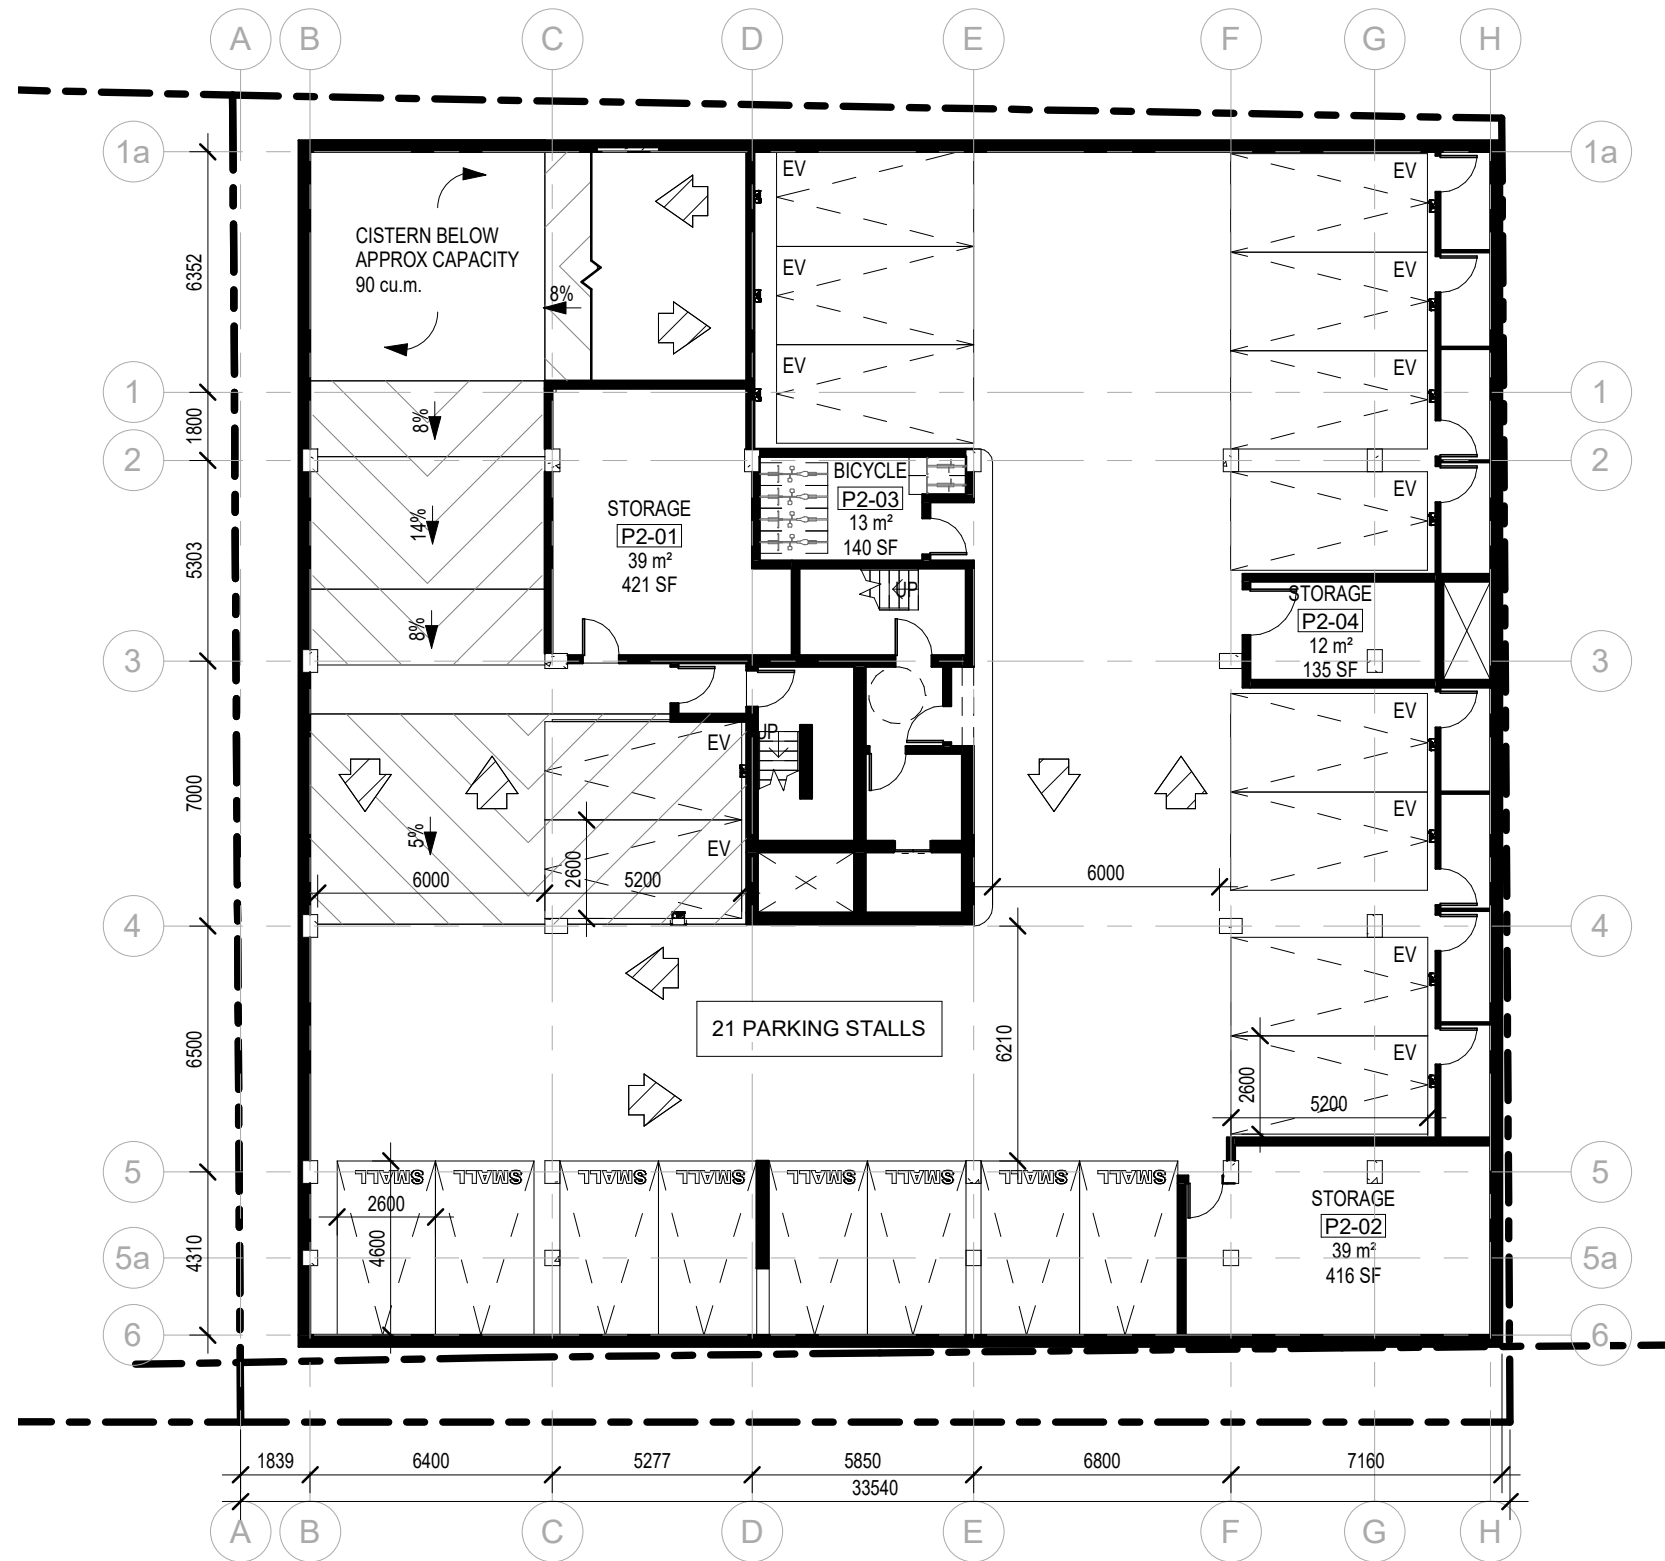 A B C D E F G H
1a 1a
EV EV
CISTERN BELOW
APPROX CAPACITY
90 cu.m.
6352
8%
EV EV
EV EV
1 1
8%
1800
2 2
BICYCLE
P2-03
13 m²
140 SF
EV
STORAGE
P2-01
39 m²
421 SF
14%
5303
UP
STORAGE
P2-04
12 m²
135 SF
8%
3 3
EV
UP
EV
7000
5%
EV
EV
2600
6000
5200
6000
4 4
EV
21 PARKING STALLS
6500
6210
EV
2600
5200
5 5
SMALL SMALL SMALL SMALL SMALL SMALL SMALL SMALL
2600
4600
STORAGE
P2-02
39 m²
416 SF
4310
5a 5a
6 6
1839 6400 5277 5850 6800 7160
33540
A B C D E F G H